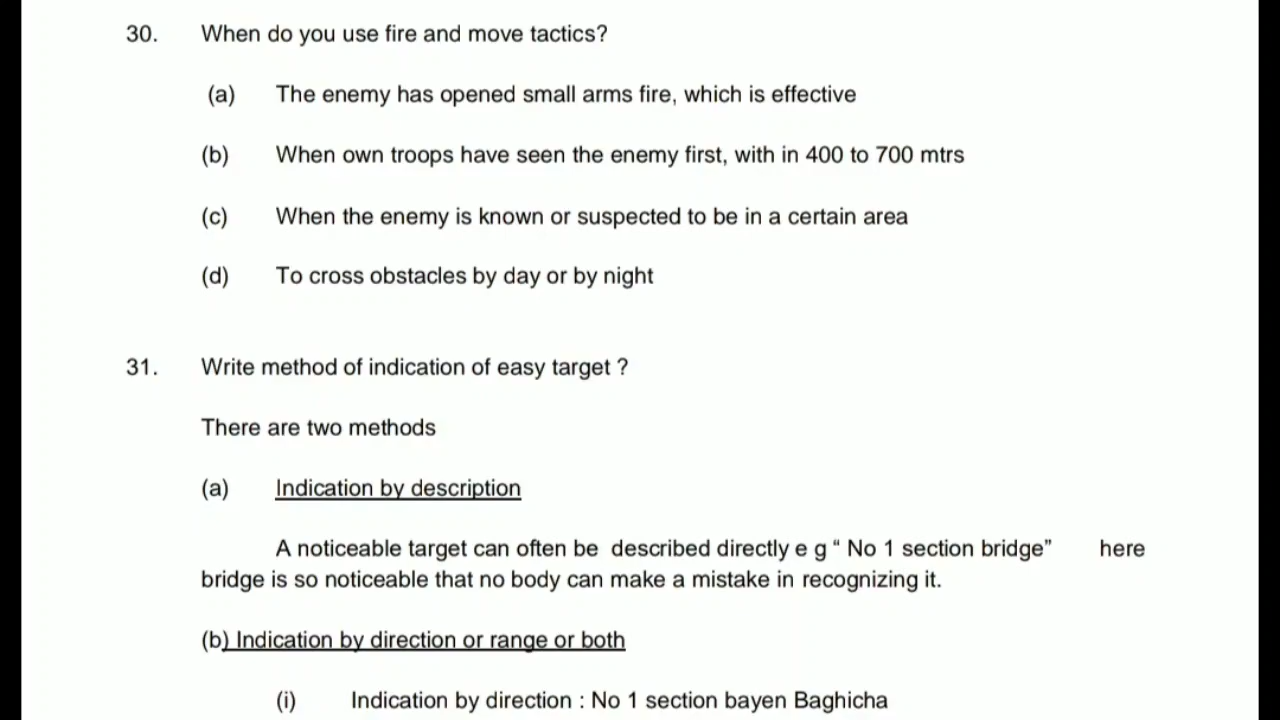 30. When do you use fire and move tactics?
(a) The enemy has opened small arms fire, which is effective
(b) When own troops have seen the enemy first, with in 400 to 700 mtrs
(c) When the enemy is known or suspected to be in a certain area
(d) To cross obstacles by day or by night
31. Write method of indication of easy target ?
There are two methods
(a) Indication by description
A noticeable target can often be described directly e g “ No 1 section bridge” here
bridge is so noticeable that no body can make a mistake in recognizing it.
(b) Indication by direction or range or both
(i) Indication by direction : No 1 section bayen Baghicha